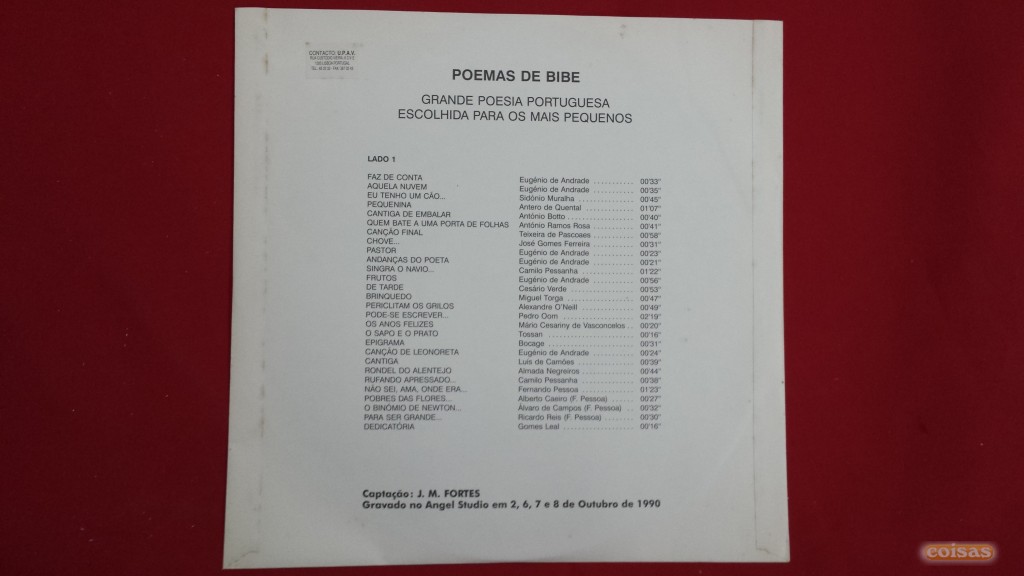 CONTACTO: U.P.A.V.
POEMAS DE BIBE
GRANDE POESIA PORTUGUESA
ESCOLHIDA PARA OS MAIS PEQUENOS
LADO 1
FAZ DE CONTA Eugénio de Andrade ........... 00'33"
AQUELA NUVEM Eugénio de Andrade ........... 00'35"
EU TENHO UM CÃO... Sidónio Muralha ............... 00'45"
PEQUENINA Antero de Quental ............. 01'07"
CANTIGA DE EMBALAR António Botto ................. 00'40"
QUEM BATE A UMA PORTA DE FOLHAS António Ramos Rosa ........... 00'41"
CANÇÃO FINAL Teixeira de Pascoaes ........... 00'58"
CHOVE... José Gomes Ferreira ........... 00'31"
PASTOR Eugénio de Andrade ........... 00'23"
ANDANÇAS DO POETA Eugénio de Andrade ........... 00'21"
SINGRA O NAVIO... Camilo Pessanha .............. 01'22"
FRUTOS Eugénio de Andrade ........... 00'56"
DE TARDE Cesário Verde ................. 00'53"
BRINQUEDO Miguel Torga .................. 00'47"
PERICLITAM OS GRILOS Alexandre O'Neill .............. 00'49"
PODE-SE ESCREVER... Pedro Oom ................... 02'19"
OS ANOS FELIZES Mário Cesariny de Vasconcelos .. 00'20"
O SAPO E O PRATO Tossan ....................... 00'16"
EPIGRAMA Bocage ...................... 00'31"
CANÇÃO DE LEONORETA Eugénio de Andrade ........... 00'24"
CANTIGA Luís de Camões ............... 00'39"
RONDEL DO ALENTEJO Almada Negreiros ............. 00'44"
RUFANDO APRESSADO... Camilo Pessanha .............. 00'38"
NÃO SEI, AMA, ONDE ERA... Fernando Pessoa .............. 01'23"
POBRES DAS FLORES... Alberto Caeiro (F. Pessoa) ...... 00'27"
O BINÓMIO DE NEWTON... Álvaro de Campos (F. Pessoa) .. 00'32"
PARA SER GRANDE... Ricardo Reis (F. Pessoa) ........ 00'30"
DEDICATÓRIA Gomes Leal .................. 00'16"
Captação: J. M. FORTES
Gravado no Angel Studio em 2, 6, 7 e 8 de Outubro de 1990
coisas